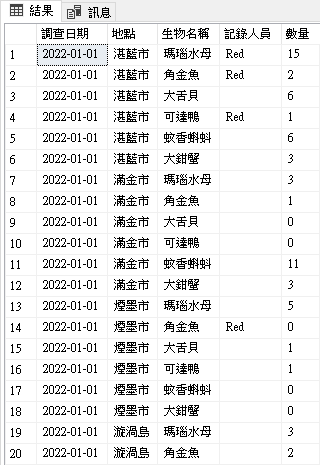 結果 訊息
調查日期 地點 生物名稱 記錄人員 數量
1 2022-01-01 湛藍市 瑪瑙水母 Red 15
2 2022-01-01 湛藍市 角金魚 Red 2
3 2022-01-01 湛藍市 大舌貝 6
4 2022-01-01 湛藍市 可達鴨 Red 1
5 2022-01-01 湛藍市 蚊香蝌蚪 6
6 2022-01-01 湛藍市 大鉗蟹 3
7 2022-01-01 滿金市 瑪瑙水母 3
8 2022-01-01 滿金市 角金魚 1
9 2022-01-01 滿金市 大舌貝 0
10 2022-01-01 滿金市 可達鴨 0
11 2022-01-01 滿金市 蚊香蝌蚪 11
12 2022-01-01 滿金市 大鉗蟹 3
13 2022-01-01 煙墨市 瑪瑙水母 5
14 2022-01-01 煙墨市 角金魚 Red 0
15 2022-01-01 煙墨市 大舌貝 1
16 2022-01-01 煙墨市 可達鴨 1
17 2022-01-01 煙墨市 蚊香蝌蚪 0
18 2022-01-01 煙墨市 大鉗蟹 0
19 2022-01-01 漩渦島 瑪瑙水母 3
20 2022-01-01 漩渦島 角金魚 2